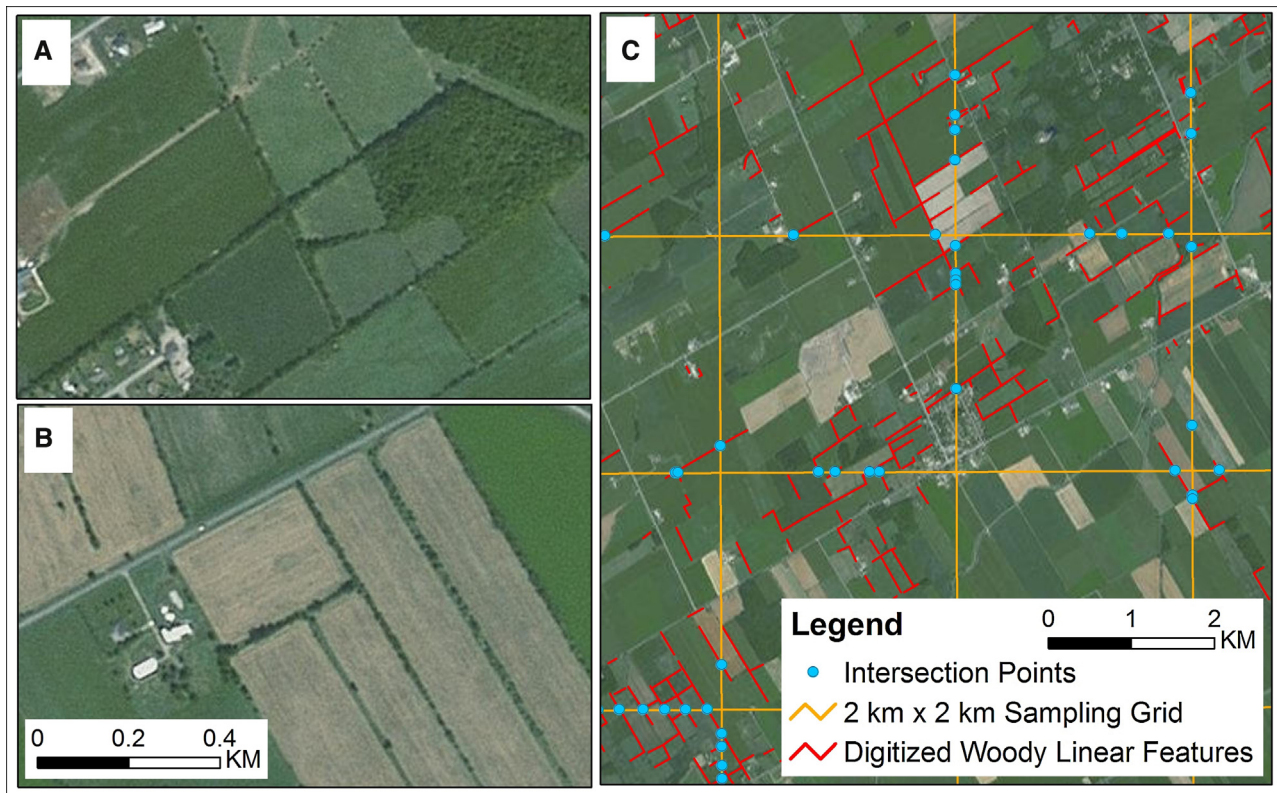 A
B
0 0.2 0.4
KM
C
Legend
0 1 2
KM
Intersection Points
2 km x 2 km Sampling Grid
Digitized Woody Linear Features